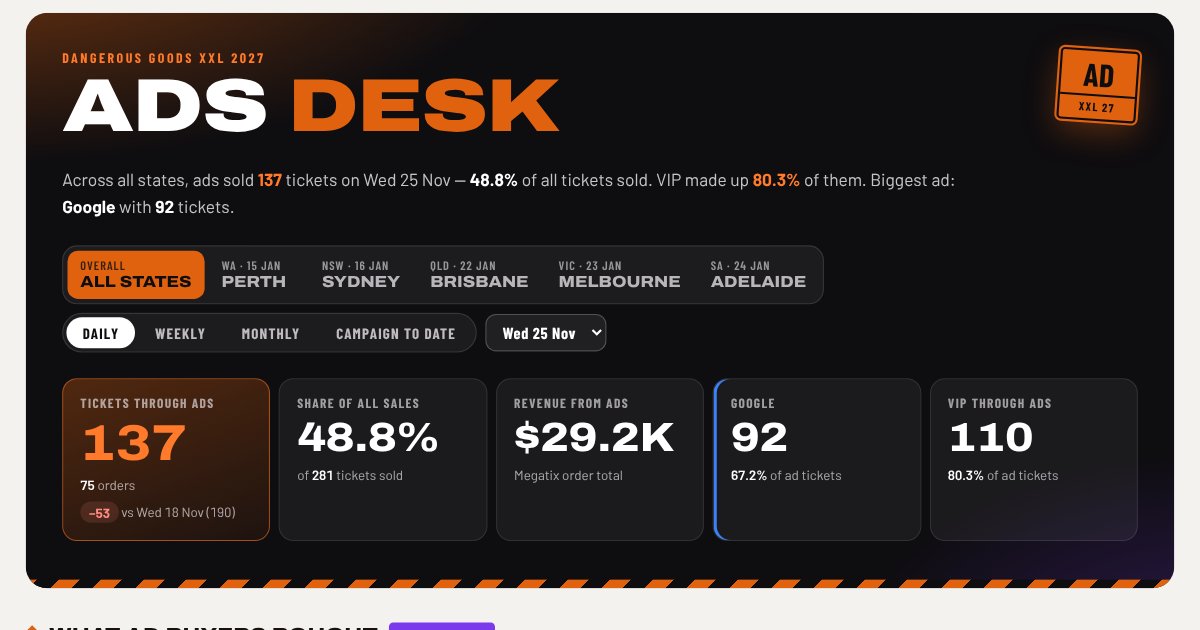 DANGEROUS GOODS XXL 2027
ADS DESK
AD
XXL 27
Across all states, ads sold 137 tickets on Wed 25 Nov — 48.8% of all tickets sold. VIP made up 80.3% of them. Biggest ad:
Google with 92 tickets.
OVERALL
ALL STATES
WA · 15 JAN
PERTH
NSW · 16 JAN
SYDNEY
QLD · 22 JAN
BRISBANE
VIC · 23 JAN
MELBOURNE
SA · 24 JAN
ADELAIDE
DAILY
WEEKLY
MONTHLY
CAMPAIGN TO DATE
Wed 25 Nov
TICKETS THROUGH ADS
137
75 orders
−53 vs Wed 18 Nov (190)
SHARE OF ALL SALES
48.8%
of 281 tickets sold
REVENUE FROM ADS
$29.2K
Megatix order total
GOOGLE
92
67.2% of ad tickets
VIP THROUGH ADS
110
80.3% of ad tickets
WHAT AD BUYERS BOUGHT